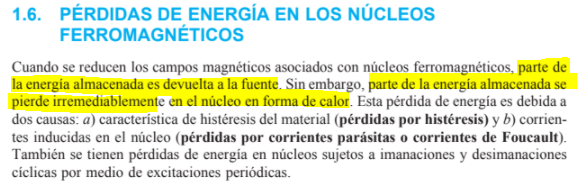 1.6. PÉRDIDAS DE ENERGÍA EN LOS NÚCLEOS
FERROMAGNÉTICOS
Cuando se reducen los campos magnéticos asociados con núcleos ferromagnéticos, parte de
la energía almacenada es devuelta a la fuente. Sin embargo, parte de la energía almacenada se
pierde irremediablemente en el núcleo en forma de calor. Esta pérdida de energía es debida a
dos causas: a) característica de histéresis del material (pérdidas por histéresis) y b) corrien-
tes inducidas en el núcleo (pérdidas por corrientes parásitas o corrientes de Foucault).
También se tienen pérdidas de energía en núcleos sujetos a imanaciones y desimanaciones
cíclicas por medio de excitaciones periódicas.